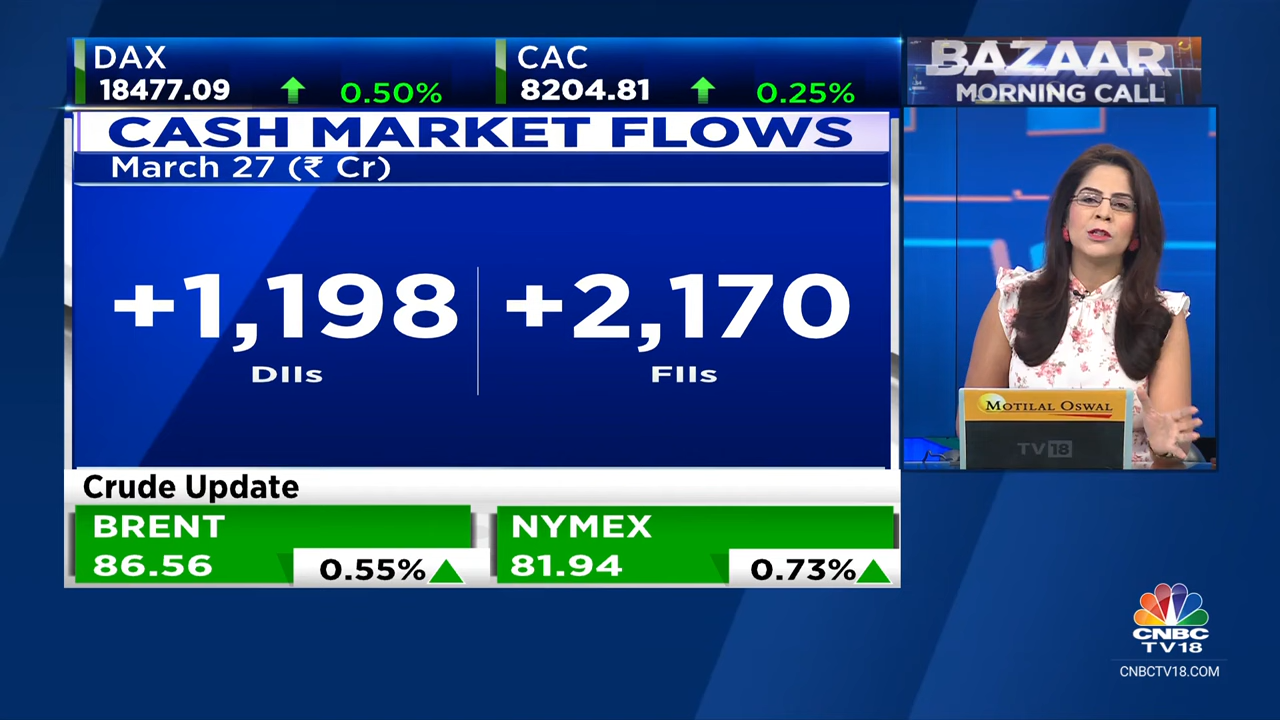 DAX
18477.09 0.50%
CAC
8204.81 0.25%
BAZAAR
MORNING CALL
CASH MARKET FLOWS
March 27 (₹ Cr)
+1,198
DIIs
+2,170
FIIs
MOTILAL OSWAL
TV18
Crude Update
BRENT
86.56 0.55%
NYMEX
81.94 0.73%
CNBC
TV18
CNBCTV18.COM